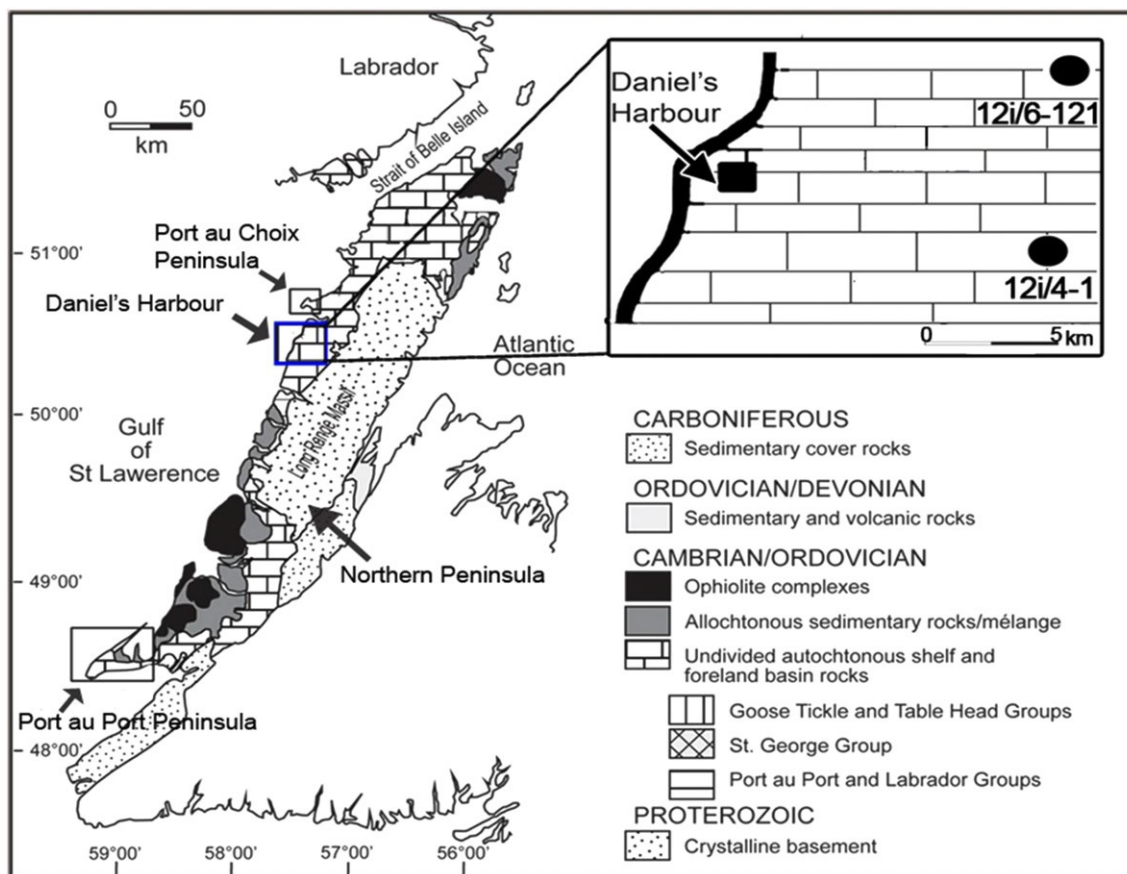 Labrador
0 50
km
Strait of Belle Island
Daniel's
Harbour
12i/6-121
12i/4-1
0 5 km
51°00'
Port au Choix
Peninsula
Daniel's Harbour
Atlantic
Ocean
50°00'
Gulf
of
St Lawerence
Long Range Massif
49°00'
Northern Peninsula
Port au Port Peninsula
48°00'
59°00' 58°00' 57°00' 56°00'
CARBONIFEROUS
Sedimentary cover rocks
ORDOVICIAN/DEVONIAN
Sedimentary and volcanic rocks
CAMBRIAN/ORDOVICIAN
Ophiolite complexes
Allochtonous sedimentary rocks/mélange
Undivided autochtonous shelf and
foreland basin rocks
Goose Tickle and Table Head Groups
St. George Group
Port au Port and Labrador Groups
PROTEROZOIC
Crystalline basement